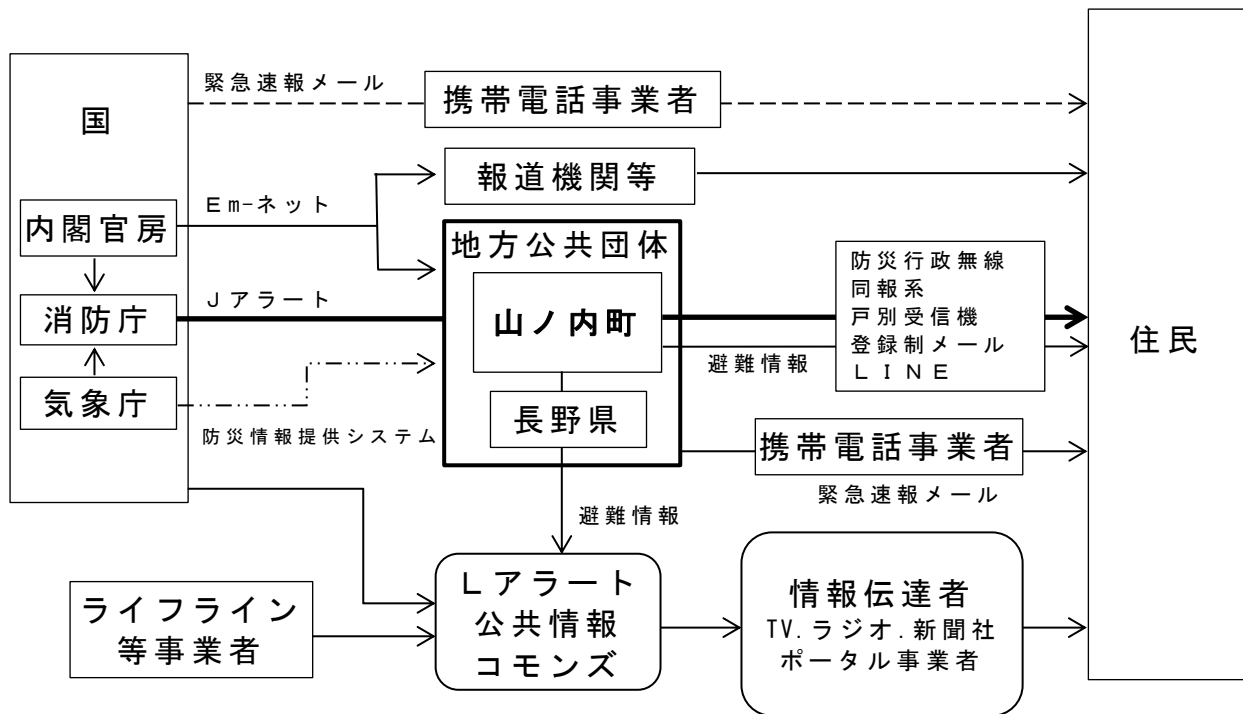 国
緊急速報メール
携帯電話事業者
報道機関等
内閣官房
Em-ネット
地方公共団体
消防庁
Jアラート
山ノ内町
防災行政無線
同報系
戸別受信機
登録制メール
LINE
避難情報
住民
気象庁
防災情報提供システム
長野県
携帯電話事業者
緊急速報メール
避難情報
ライフライン
等事業者
Lアラート
公共情報
コモンズ
情報伝達者
TV.ラジオ.新聞社
ポータル事業者